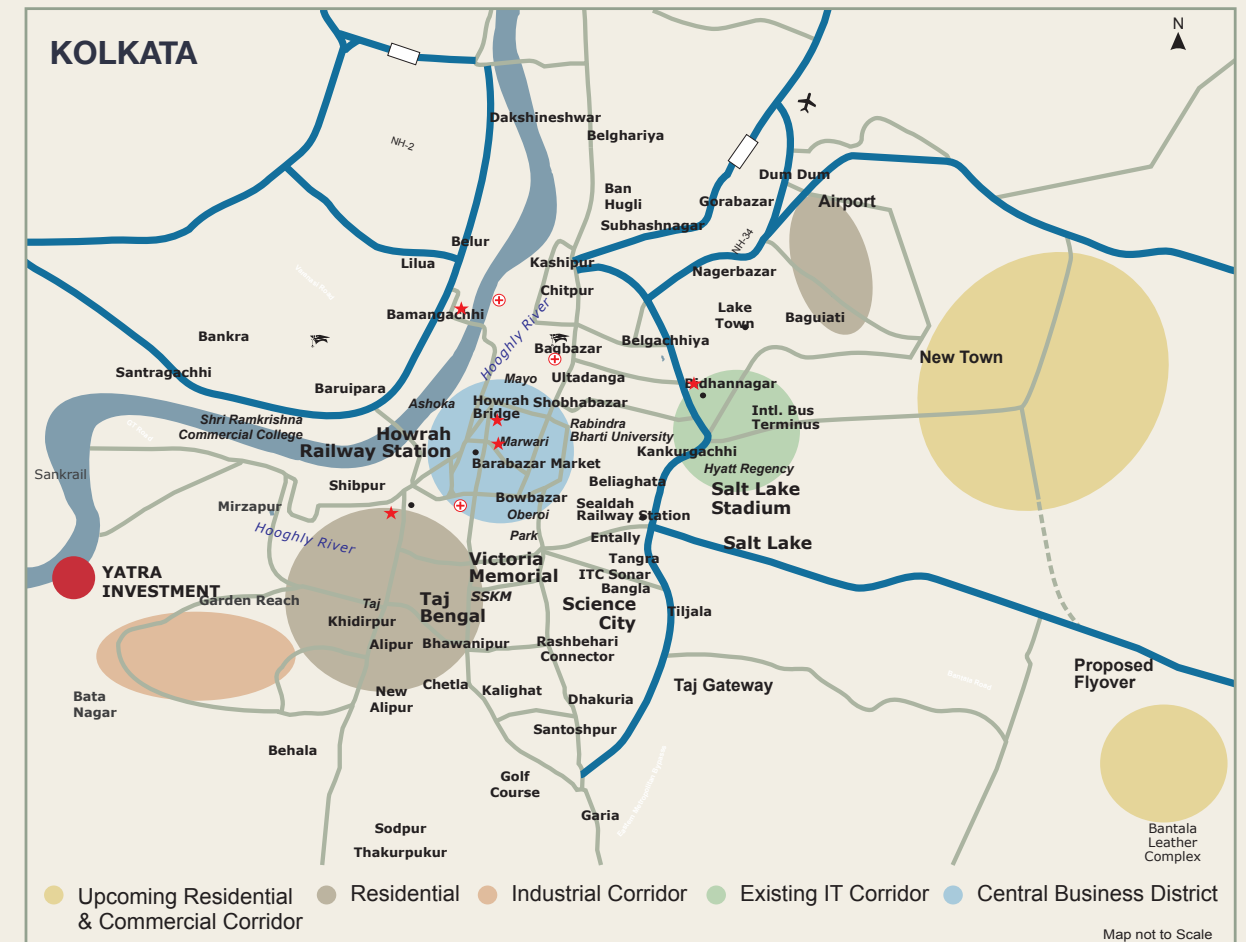 KOLKATA
N
Dakshineshwar
Belghariya
NH-2
Dum Dum
Ban
Hugli
Gorabazar
Airport
Subhashnagar
NH-34
Belur
Lilua
Kashipur
Nagerbazar
Chitpur
Bamangachhi
Hooghly River
Lake
Town
Baguiati
Bankra
Belgachhiya
Bagbazar
New Town
Santragachhi
Baruipara
Mayo
Ultadanga
Bidhannagar
Ashoka
Howrah
Bridge
Shobhabazar
Intl. Bus
Terminus
Shri Ramkrishna
Commercial College
Rabindra
Bharti University
Howrah
Railway Station
Marwari
Kankurgachhi
Barabazar Market
Hyatt Regency
Sankrail
Shibpur
Beliaghata
Salt Lake
Stadium
Bowbazar
Sealdah
Railway Station
Mirzapur
Oberoi
Hooghly River
Park
Entally
Salt Lake
Victoria
Memorial
Tangra
YATRA
INVESTMENT
ITC Sonar
Bangla
Garden Reach
Taj
Taj
Bengal
SSKM
Science
City
Tiljala
Khidirpur
Alipur
Bhawanipur
Rashbehari
Connector
Proposed
Flyover
Bata
Nagar
New
Alipur
Chetla
Kalighat
Dhakuria
Taj Gateway
Santoshpur
Behala
Golf
Course
Garia
Sodpur
Thakurpukur
Bantala
Leather
Complex
Upcoming Residential
& Commercial Corridor
Residential
Industrial Corridor
Existing IT Corridor
Central Business District
Map not to Scale